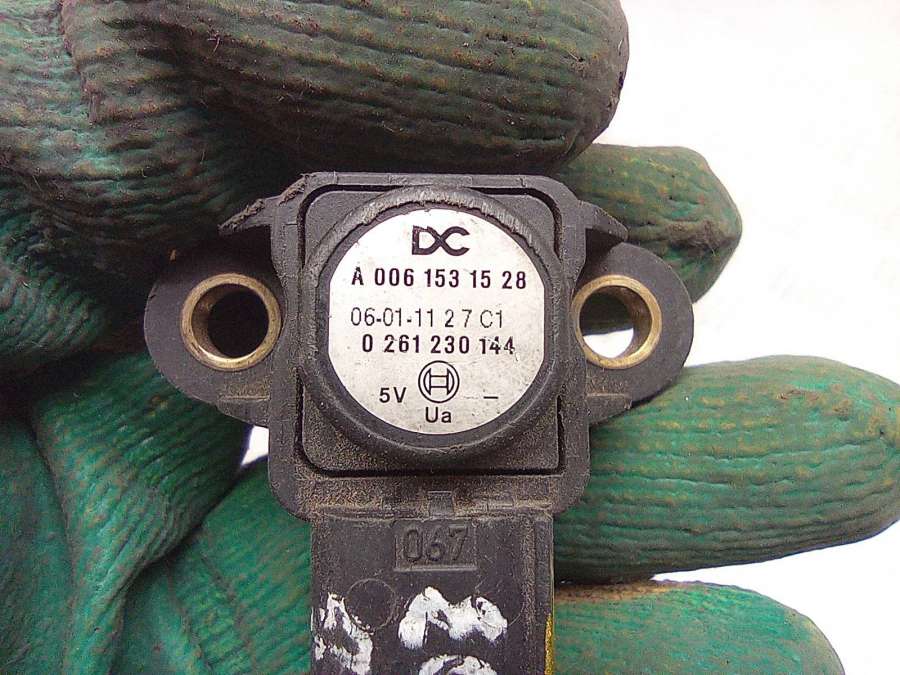 DC
A 006 153 15 28
06-01-11 2 7 C1
0 261 230 144
5V H –
Ua
067